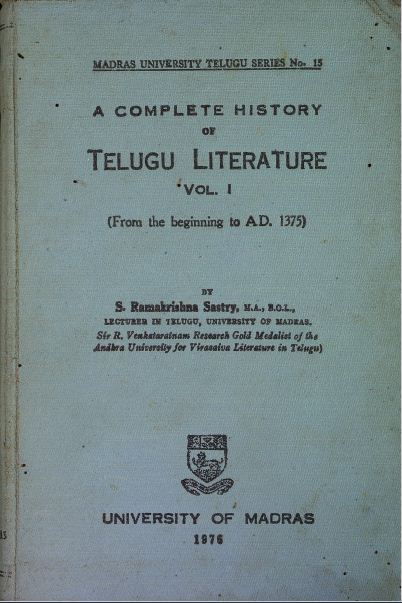 MADRAS UNIVERSITY TELUGU SERIES No. 15
A COMPLETE HISTORY
OF
TELUGU LITERATURE
VOL. I
(From the beginning to A.D. 1375)
BY
S. Ramakrishna Sastry, M.A., B.O.L.,
LECTURER IN TELUGU, UNIVERSITY OF MADRAS.
Sir R. Venkataratnam Research Gold Medalist of the
Andhra University for Virasaiva Literature in Telugu)
UNIVERSITY OF MADRAS
1976